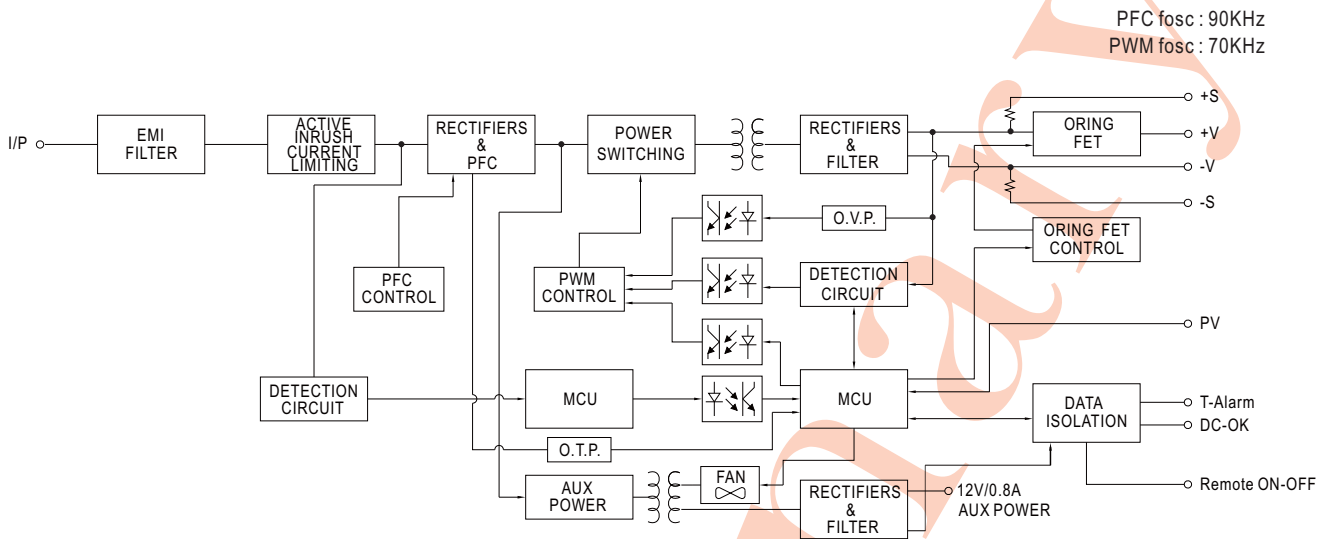 PFC fosc : 90KHz
PWM fosc : 70KHz
I/P
EMI
FILTER
ACTIVE
INRUSH
CURRENT
LIMITING
RECTIFIERS
&
PFC
POWER
SWITCHING
RECTIFIERS
&
FILTER
ORING
FET
+S
+V
-V
-S
O.V.P.
ORING FET
CONTROL
PFC
CONTROL
PWM
CONTROL
DETECTION
CIRCUIT
PV
DETECTION
CIRCUIT
MCU
MCU
DATA
ISOLATION
T-Alarm
DC-OK
O.T.P.
AUX
POWER
FAN
RECTIFIERS
&
FILTER
12V/0.8A
AUX POWER
Remote ON-OFF
nary